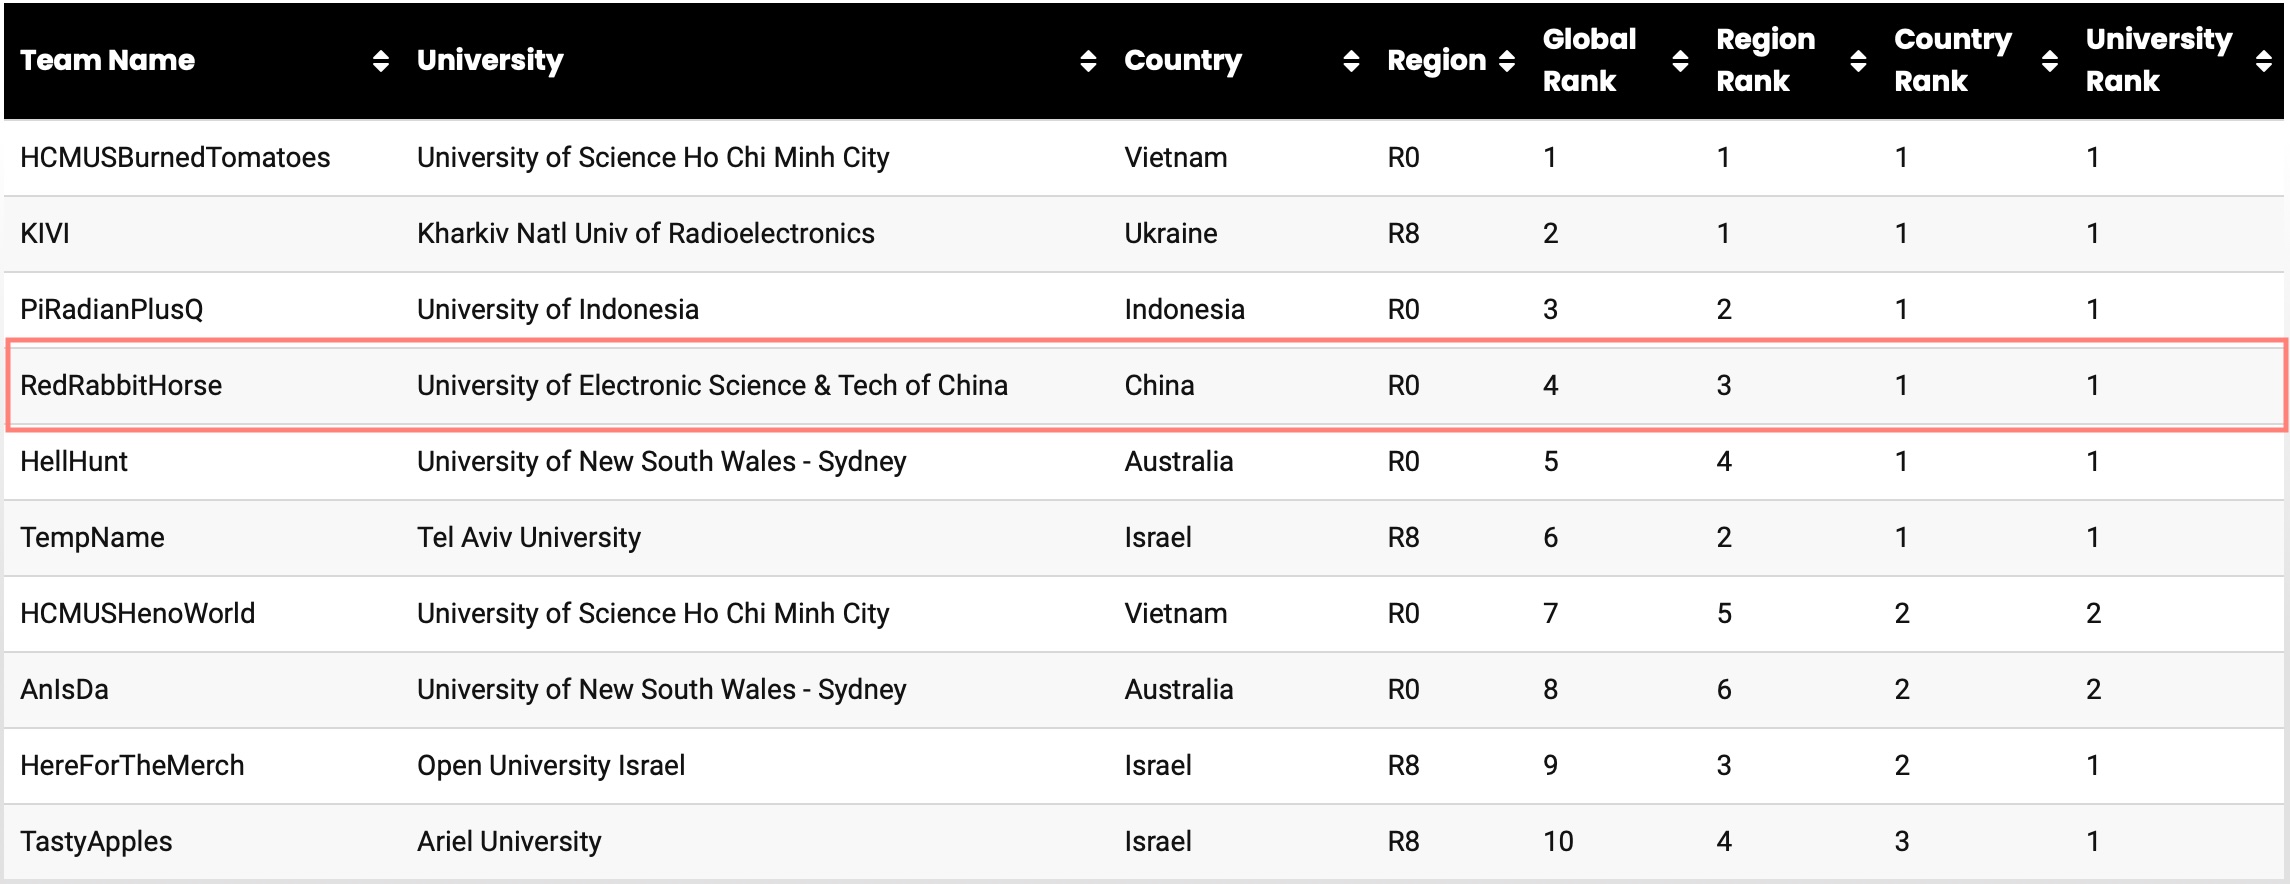 Team Name University Country Region Global Rank Region Rank Country Rank University Rank
HCMUSBurnedTomatoes University of Science Ho Chi Minh City Vietnam R0 1 1 1 1
KIVI Kharkiv Natl Univ of Radioelectronics Ukraine R8 2 1 1 1
PiRadianPlusQ University of Indonesia Indonesia R0 3 2 1 1
RedRabbitHorse University of Electronic Science & Tech of China China R0 4 3 1 1
HellHunt University of New South Wales - Sydney Australia R0 5 4 1 1
TempName Tel Aviv University Israel R8 6 2 1 1
HCMUSHenoWorld University of Science Ho Chi Minh City Vietnam R0 7 5 2 2
AnIsDa University of New South Wales - Sydney Australia R0 8 6 2 2
HereForTheMerch Open University Israel Israel R8 9 3 2 1
TastyApples Ariel University Israel R8 10 4 3 1